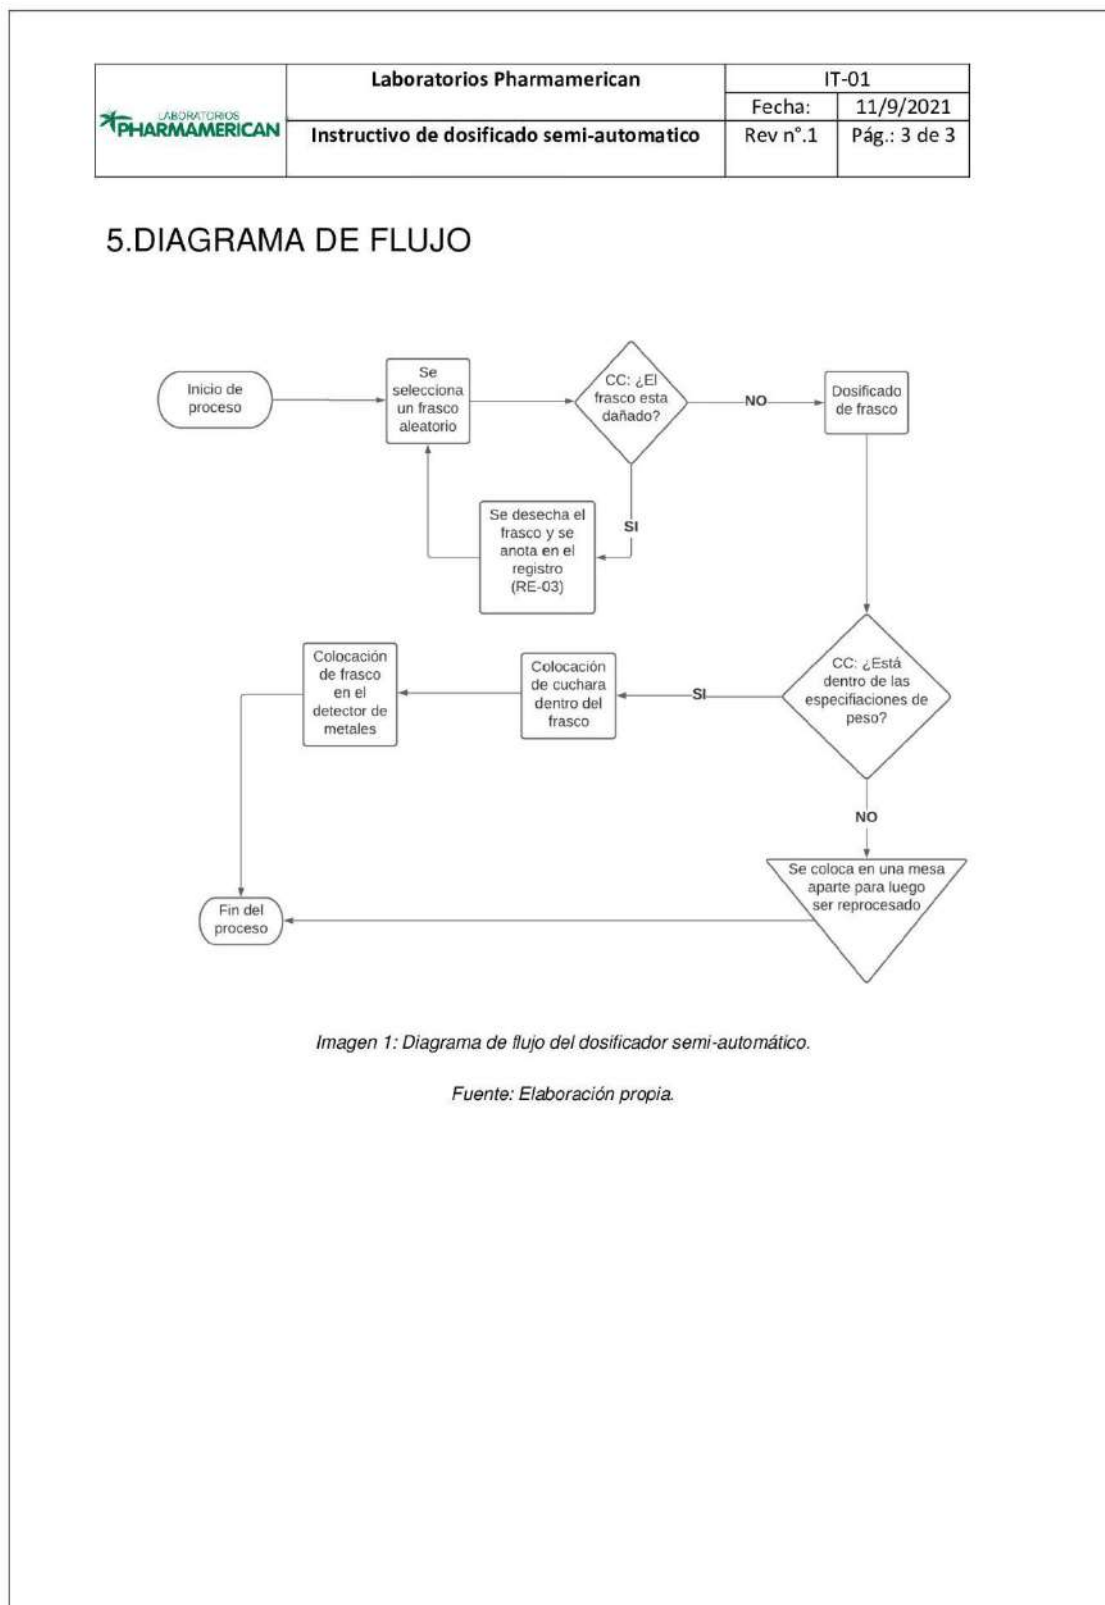 LABORATORIOS
PHARMAMERICAN
Laboratorios Pharmamerican
IT-01
Fecha:
11/9/2021
Instructivo de dosificado semi-automatico
Rev n°.1
Pág.: 3 de 3
5.DIAGRAMA DE FLUJO
Inicio de
proceso
Se
selecciona
un frasco
aleatorio
CC: ¿El
frasco esta
dañado?
NO
Dosificado
de frasco
SI
Se desecha el
frasco y se
anota en el
registro
(RE-03)
CC: ¿Está
dentro de las
especifiaciones de
peso?
SI
Colocación
de cuchara
dentro del
frasco
Colocación
de frasco
en el
detector de
metales
NO
Se coloca en una mesa
aparte para luego
ser reprocesado
Fin del
proceso
Imagen 1: Diagrama de flujo del dosificador semi-automático.
Fuente: Elaboración propia.